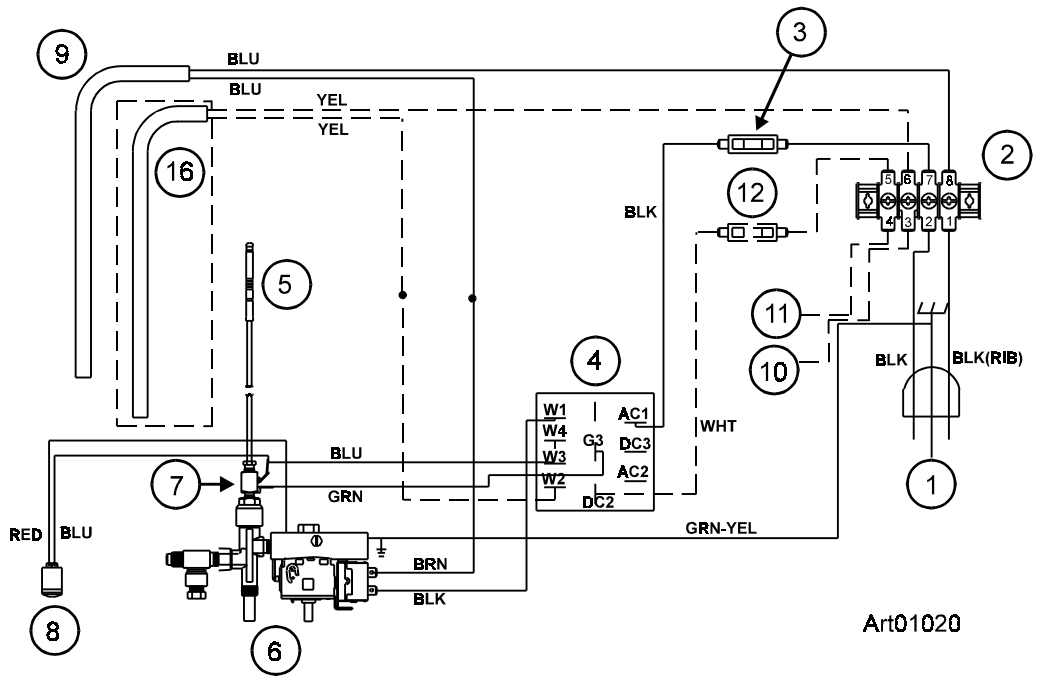 3
9
BLU
BLU
YEL
YEL
16
12
2
5 6 7 8
4 3 2 1
BLK
5
11
10
4
BLK
BLK(RIB)
W1
AC1
W4
G3
DC3
W3
AC2
W2
DC2
WHT
BLU
GRN
7
1
RED
BLU
GRN-YEL
BRN
BLK
8
6
Art01020